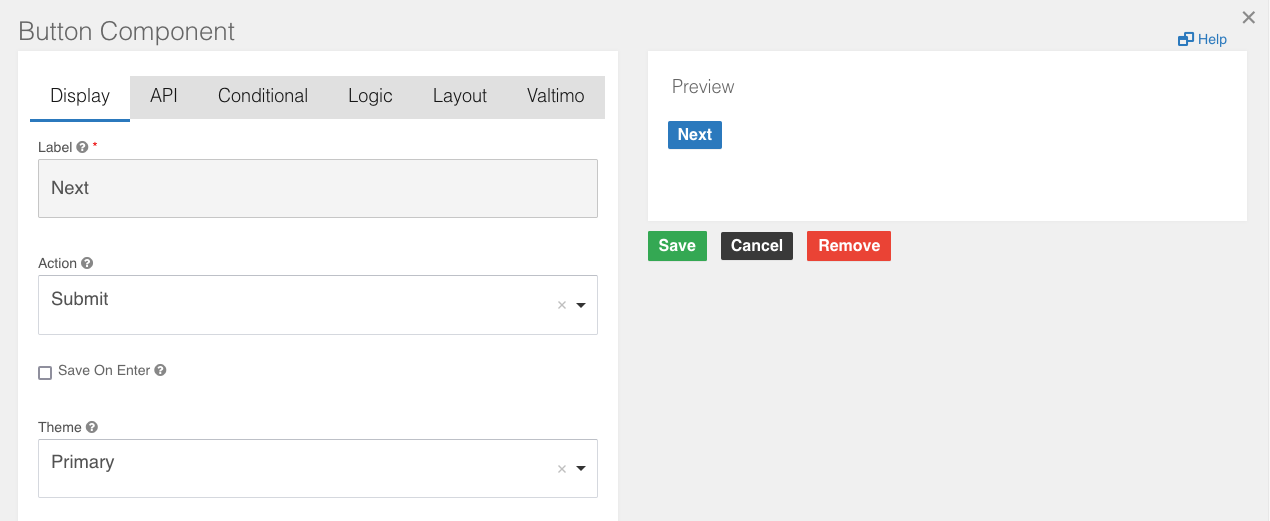 Button Component
Help
Display API Conditional Logic Layout Valtimo
Label *
Next
Action
Submit
Save On Enter
Theme
Primary
Preview
Next
Save Cancel Remove